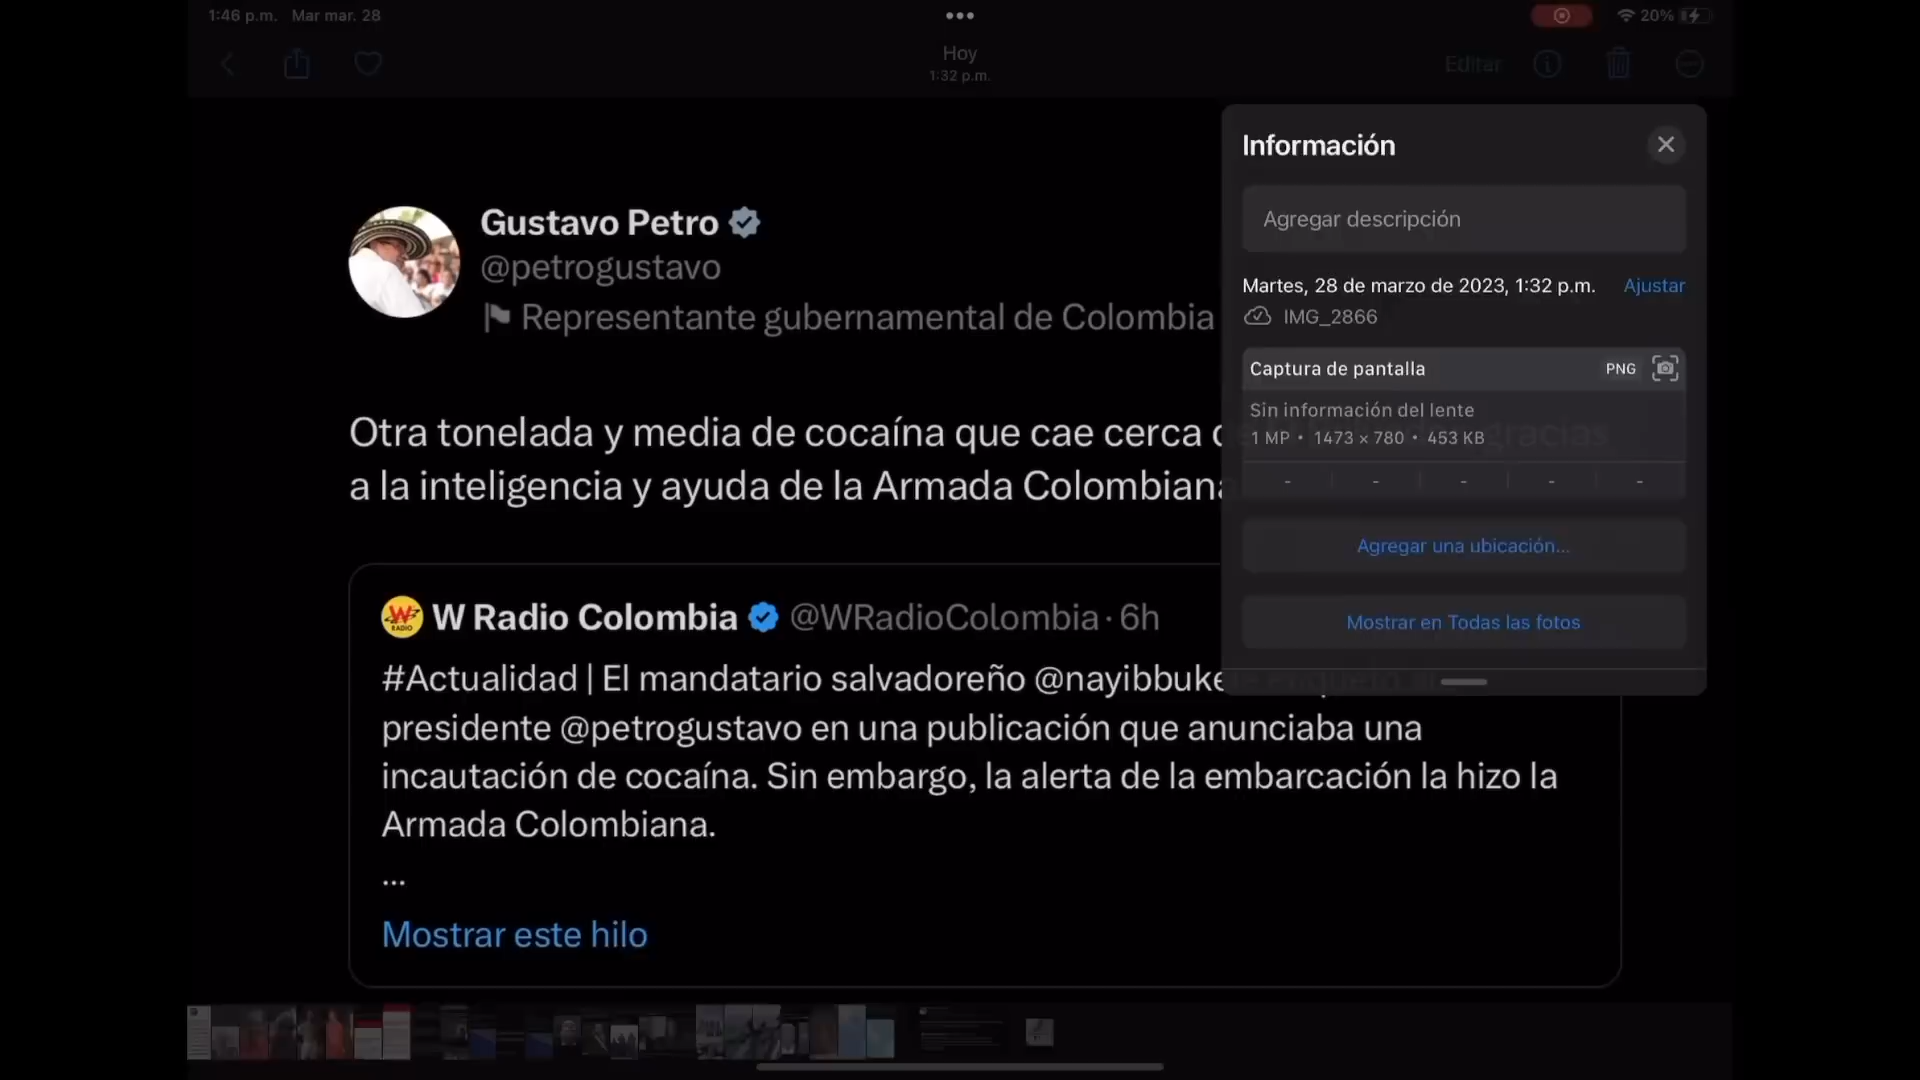 1:46 p.m. Mar mar. 28
20%
Hoy
1:32 p.m.
Editar
Información
Agregar descripción
Martes, 28 de marzo de 2023, 1:32 p.m. Ajustar
IMG_2866
Captura de pantalla PNG
Sin información del lente
1 MP • 1473 × 780 • 453 KB
- - - - -
Agregar una ubicación...
Mostrar en Todas las fotos
Gustavo Petro
@petrogustavo
Representante gubernamental de Colombia
Otra tonelada y media de cocaína que cae cerca gracias
a la inteligencia y ayuda de la Armada Colombiana
W RADIO
W Radio Colombia @WRadioColombia · 6h
#Actualidad | El mandatario salvadoreño @nayibbuke
presidente @petrogustavo en una publicación que anunciaba una
incautación de cocaína. Sin embargo, la alerta de la embarcación la hizo la
Armada Colombiana.
...
Mostrar este hilo